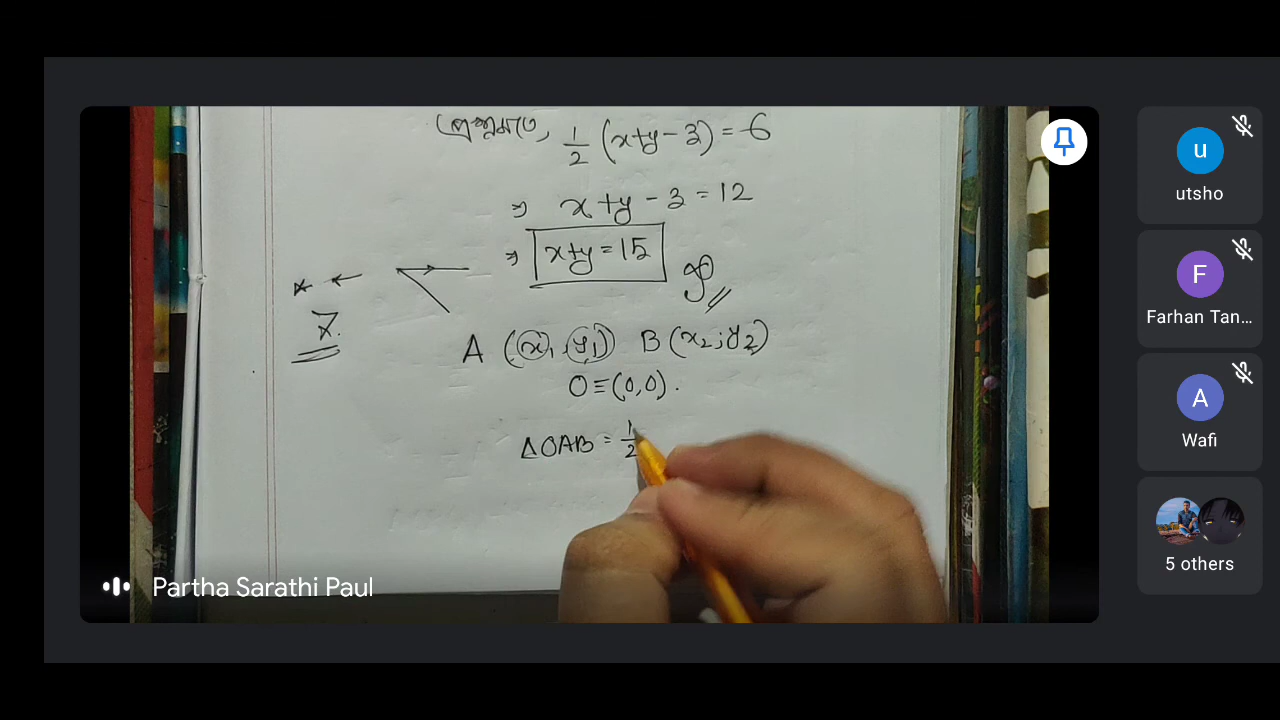 প্রশ্নমতে, 1/2 (x+y-3) = 6
⇒ x+y-3 = 12
⇒ x+y = 15
7.
A (x₁, y₁) B (x₂, y₂)
O ≡ (0,0).
ΔOAB = 1/2
Partha Sarathi Paul
u
utsho
F
Farhan Tan...
A
Wafi
5 others